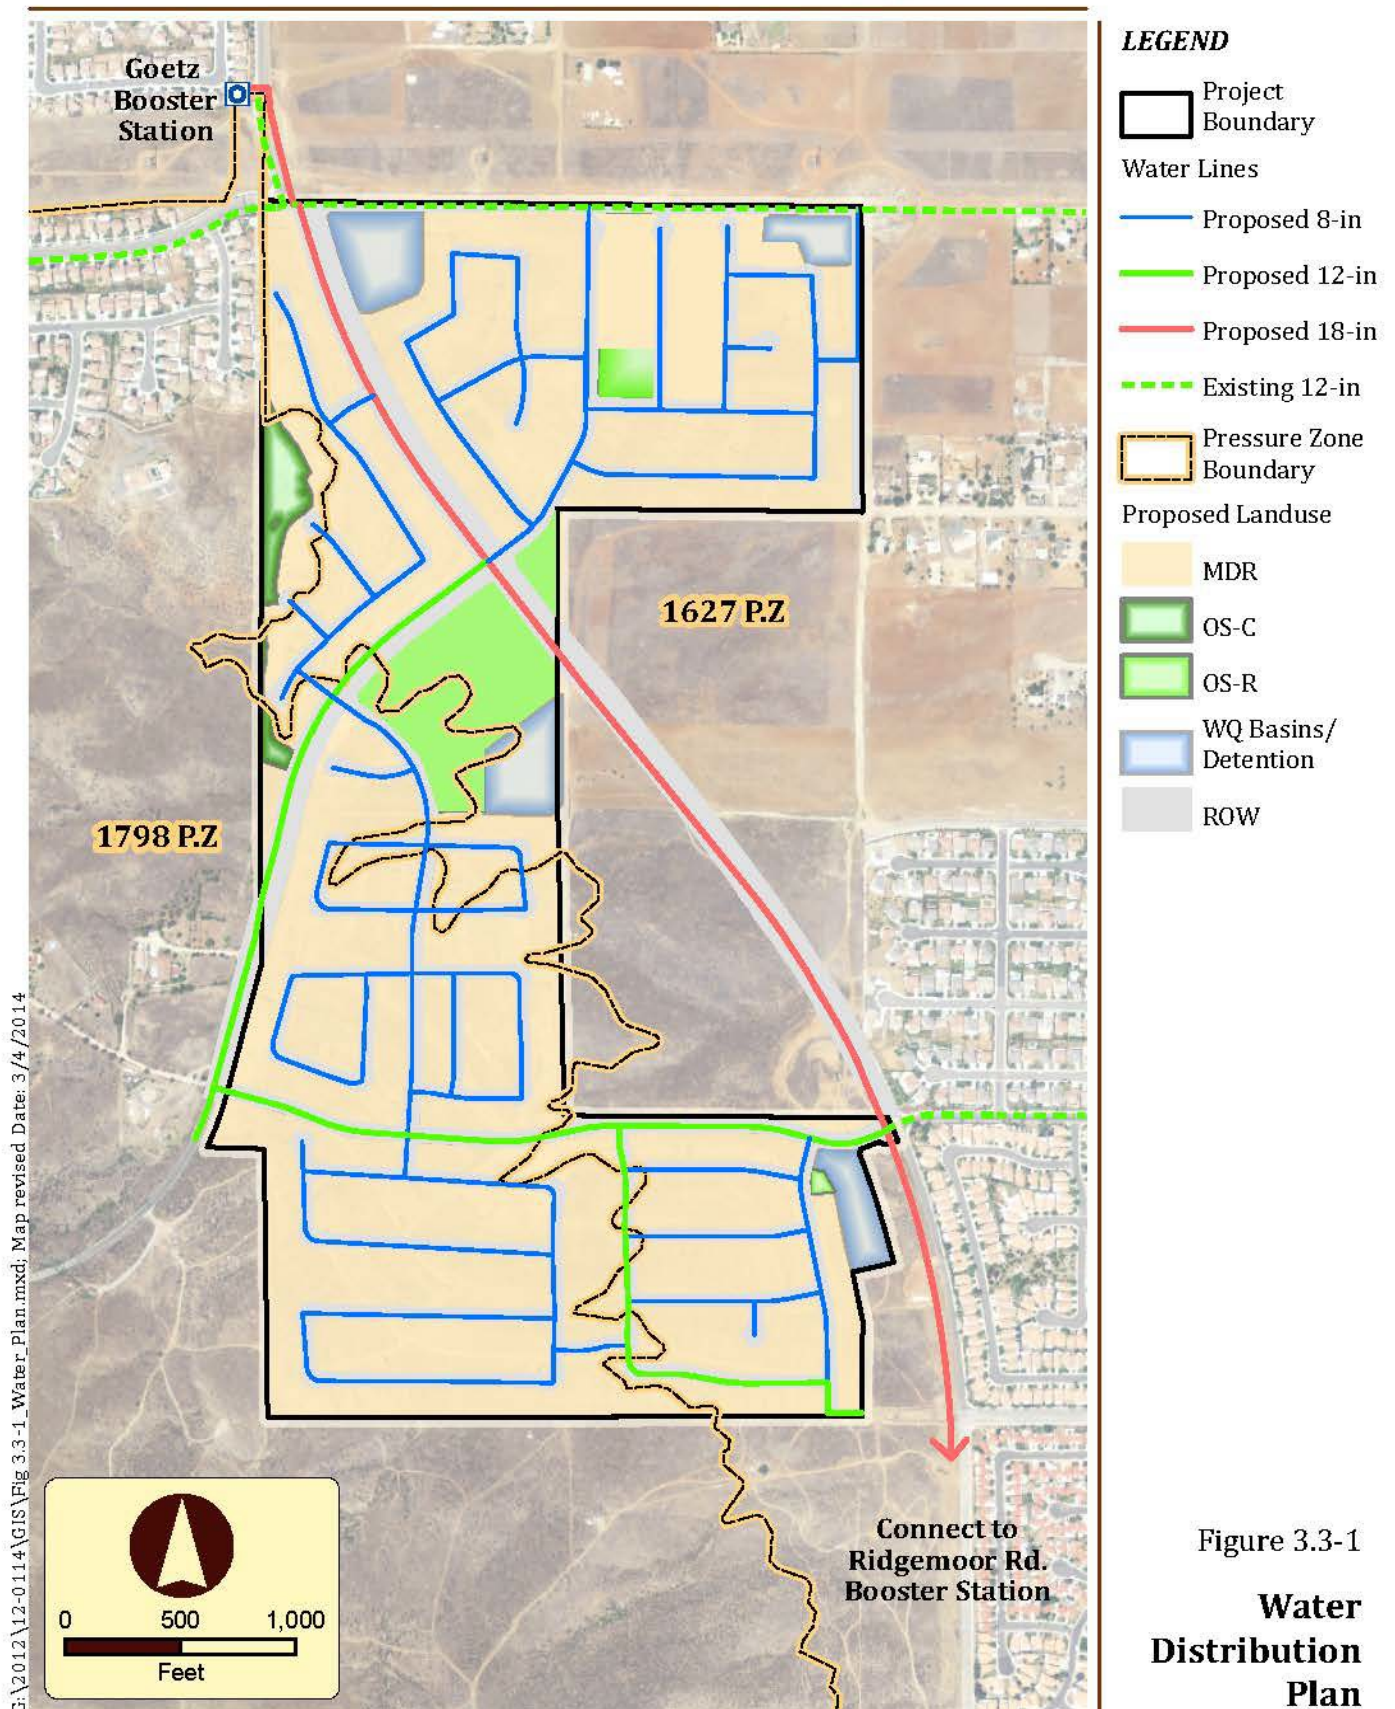 Goetz
Booster
Station
1627 P.Z
1798 P.Z
Connect to
Ridgemoor Rd.
Booster Station
0 500 1,000
Feet
G:\2012\12-0114\GIS\Fig 3.3-1_Water_Plan.mxd; Map revised Date: 3/4/2014
LEGEND
Project
Boundary
Water Lines
Proposed 8-in
Proposed 12-in
Proposed 18-in
Existing 12-in
Pressure Zone
Boundary
Proposed Landuse
MDR
OS-C
OS-R
WQ Basins/
Detention
ROW
Figure 3.3-1
Water
Distribution
Plan